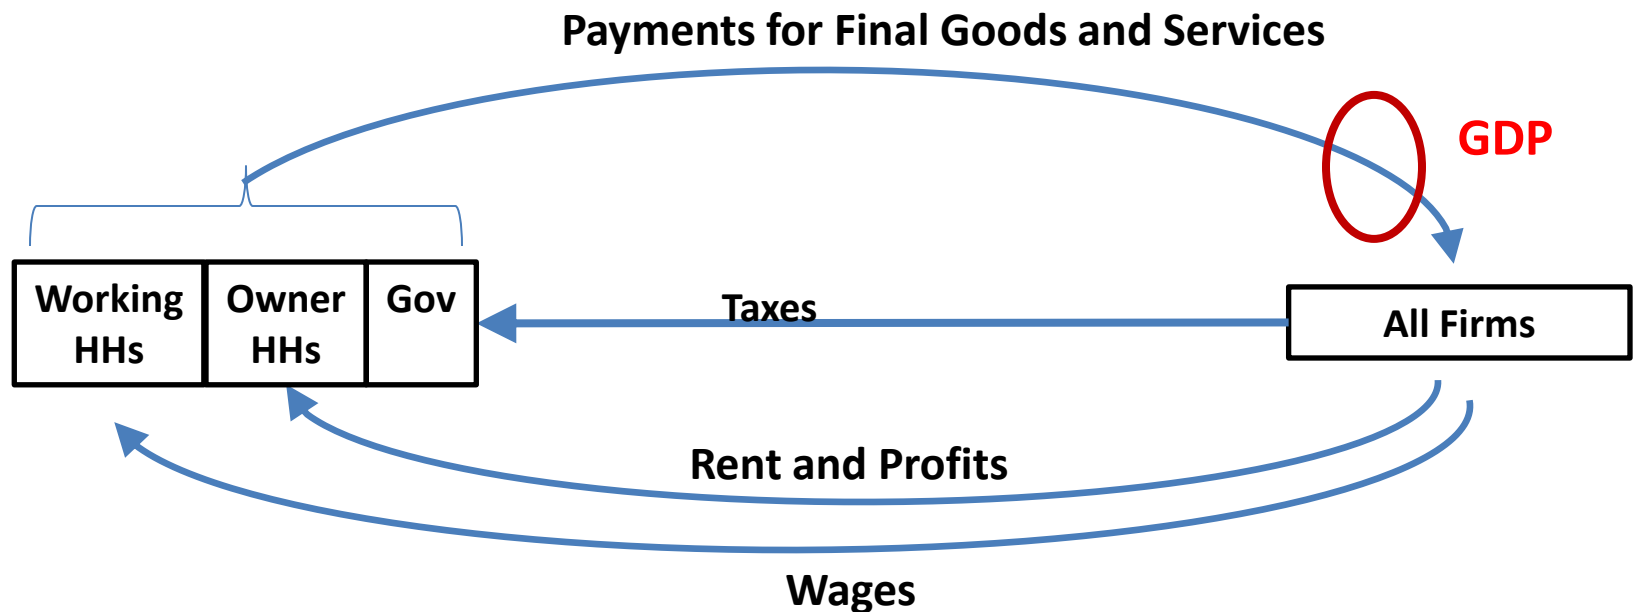 Payments for Final Goods and Services
GDP
Working
HHs
Owner
HHs
Gov
Taxes
All Firms
Rent and Profits
Wages